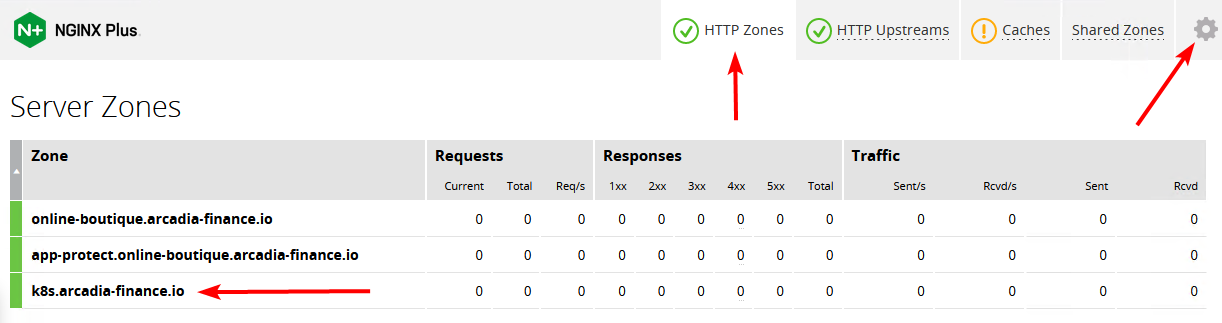 N+ NGINX Plus. HTTP Zones HTTP Upstreams ! Caches Shared Zones
Server Zones
Zone Requests Responses Traffic
Current Total Req/s 1xx 2xx 3xx 4xx 5xx Total Sent/s Rcvd/s Sent Rcvd
online-boutique.arcadia-finance.io 0 0 0 0 0 0 0 0 0 0 0 0 0
app-protect.online-boutique.arcadia-finance.io 0 0 0 0 0 0 0 0 0 0 0 0 0
k8s.arcadia-finance.io 0 0 0 0 0 0 0 0 0 0 0 0 0